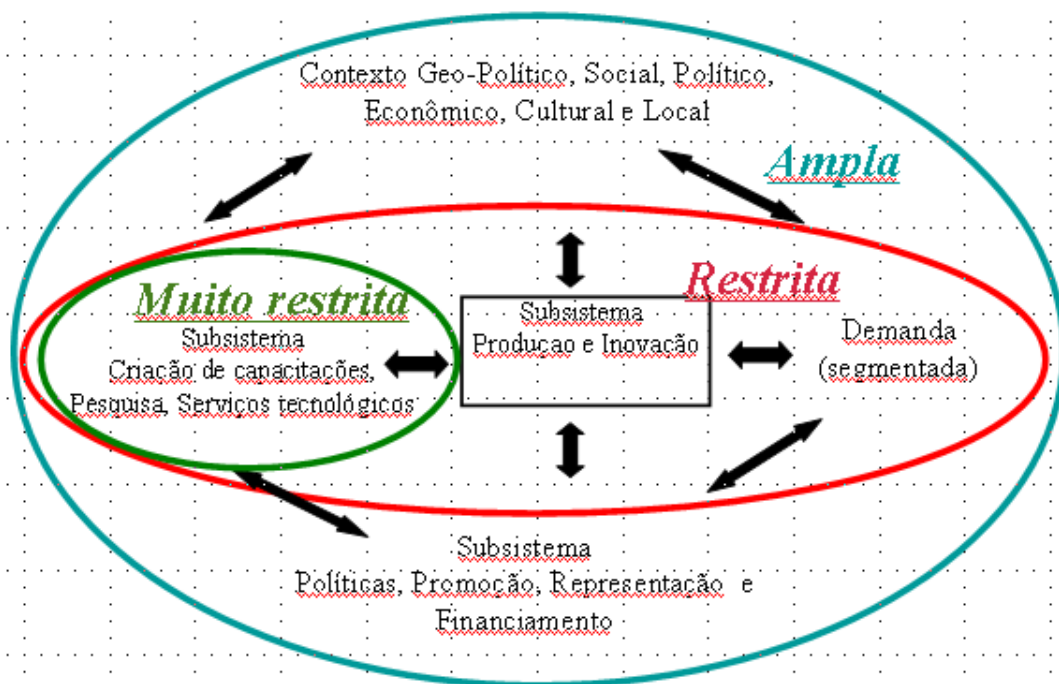 Contexto Geo-Político, Social, Político,
Econômico, Cultural e Local
Ampla
Restrita
Muito restrita
Subsistema
Criação de capacitações,
Pesquisa, Serviços tecnológicos
Subsistema
Produçao e Inovação
Demanda
(segmentada)
Subsistema
Políticas, Promoção, Representação e
Financiamento